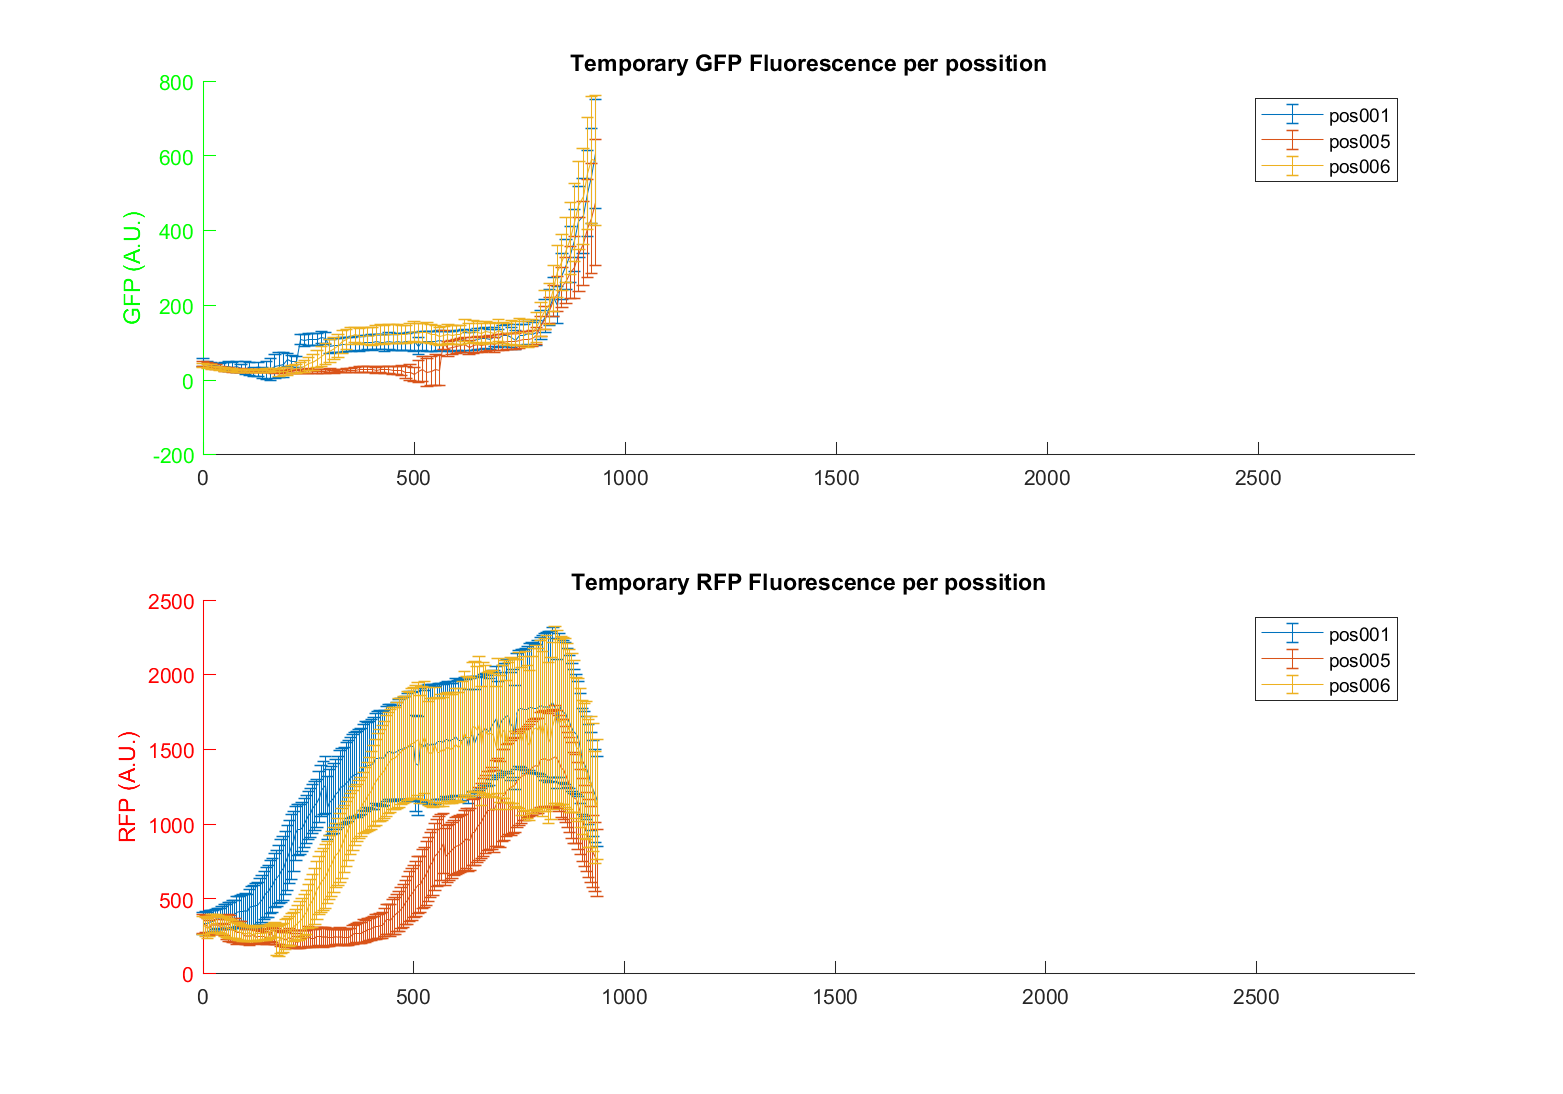 Temporary GFP Fluorescence per possition
800
600
400
200
0
-200
GFP (A.U.)
0 500 1000 1500 2000 2500
pos001
pos005
pos006
Temporary RFP Fluorescence per possition
2500
2000
1500
1000
500
0
RFP (A.U.)
0 500 1000 1500 2000 2500
pos001
pos005
pos006